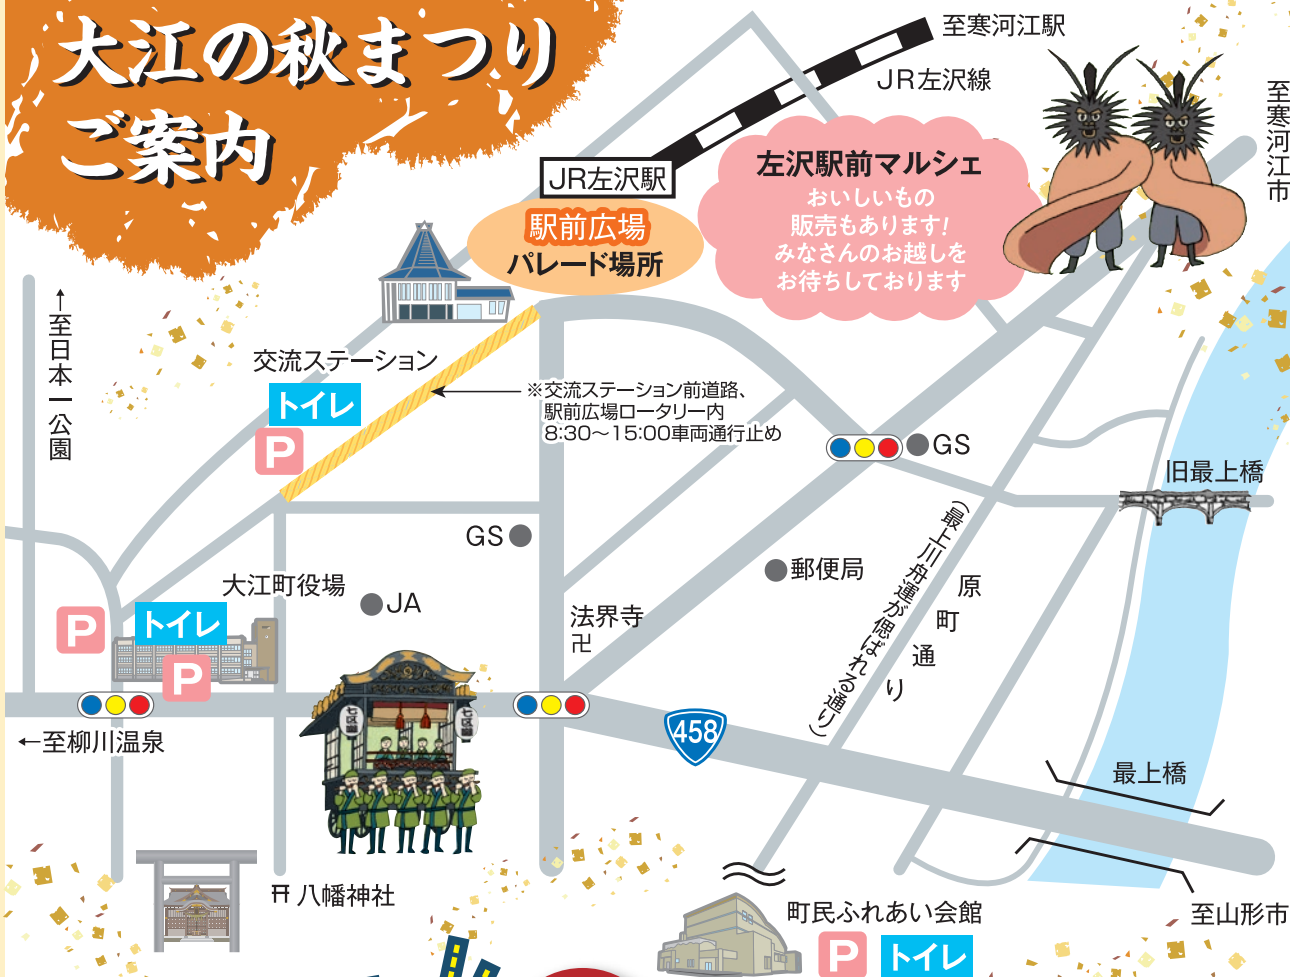 大江の秋まつり
ご案内
至寒河江駅
JR左沢線
至寒河江市
JR左沢駅
駅前広場
パレード場所
左沢駅前マルシェ
おいしいもの
販売もあります!
みなさんのお越しを
お待ちしております
↑至日本一公園
交流ステーション
トイレ
P
※交流ステーション前道路、
駅前広場ロータリー内
8:30〜15:00車両通行止め
GS
旧最上橋
GS
大江町役場
トイレ
P
P
JA
郵便局
法界寺
卍
(最上川舟運が偲ばれる通り)
原町通り
七区
七区
458
←至柳川温泉
最上橋
八幡神社
町民ふれあい会館
P
トイレ
至山形市